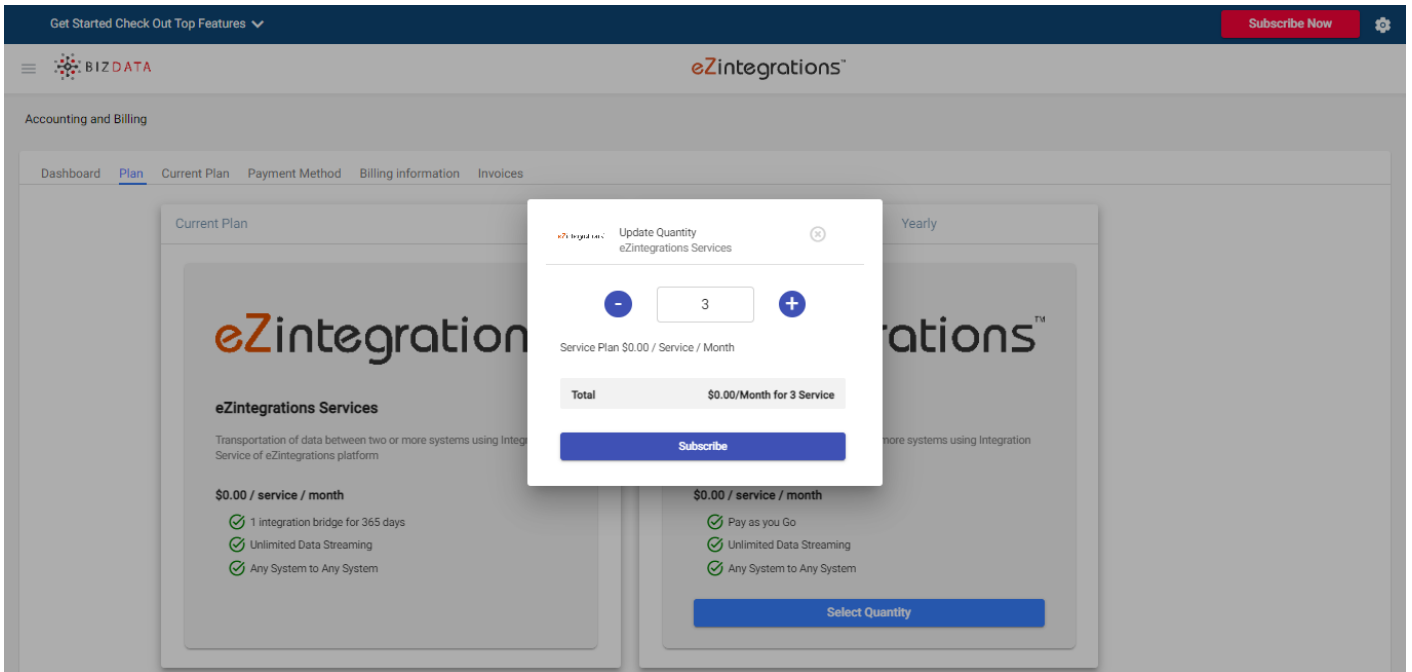 Get Started Check Out Top Features
Subscribe Now
BIZDATA
eZintegrations™
Accounting and Billing
Dashboard Plan Current Plan Payment Method Billing information Invoices
Current Plan
Yearly
eZintegration
eZintegrations Services
Transportation of data between two or more systems using
Service of eZintegrations platform
$0.00 / service / month
1 integration bridge for 365 days
Unlimited Data Streaming
Any System to Any System
Update Quantity
eZintegrations Services
-
3
+
Service Plan $0.00 / Service / Month
Total $0.00/Month for 3 Service
Subscribe
ations™
more systems using Integration
$0.00 / service / month
Pay as you Go
Unlimited Data Streaming
Any System to Any System
Select Quantity